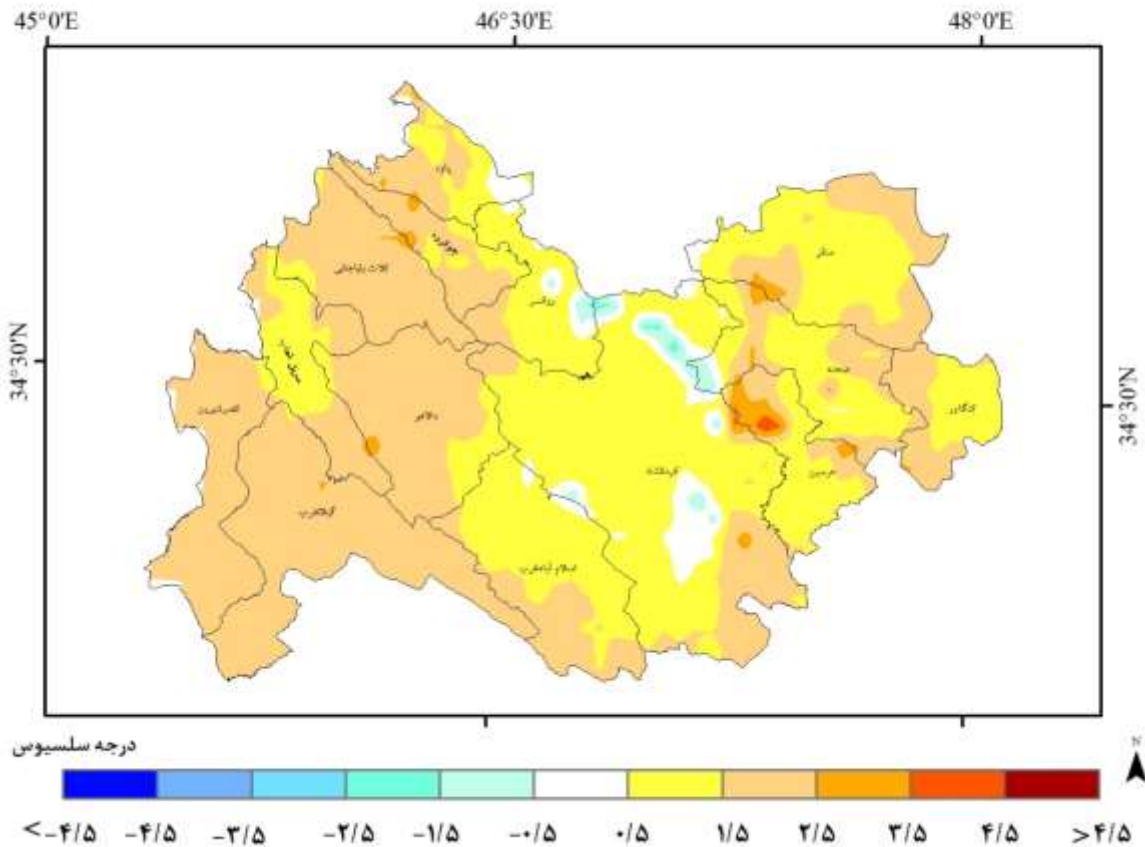 45°0'E 46°30'E 48°0'E
34°30'N
34°30'N
پاوه
جوانرود
ثلاث باباجانی
سنقر
روانسر
صحنه
کنگاور
قصرشیرین
دالاهو
کرمانشاه
هرسین
گیلانغرب
اسلام آبادغرب
درجه سلسیوس
N
< -۴/۵ -۴/۵ -۳/۵ -۲/۵ -۱/۵ -۰/۵ ۰/۵ ۱/۵ ۲/۵ ۳/۵ ۴/۵ > ۴/۵